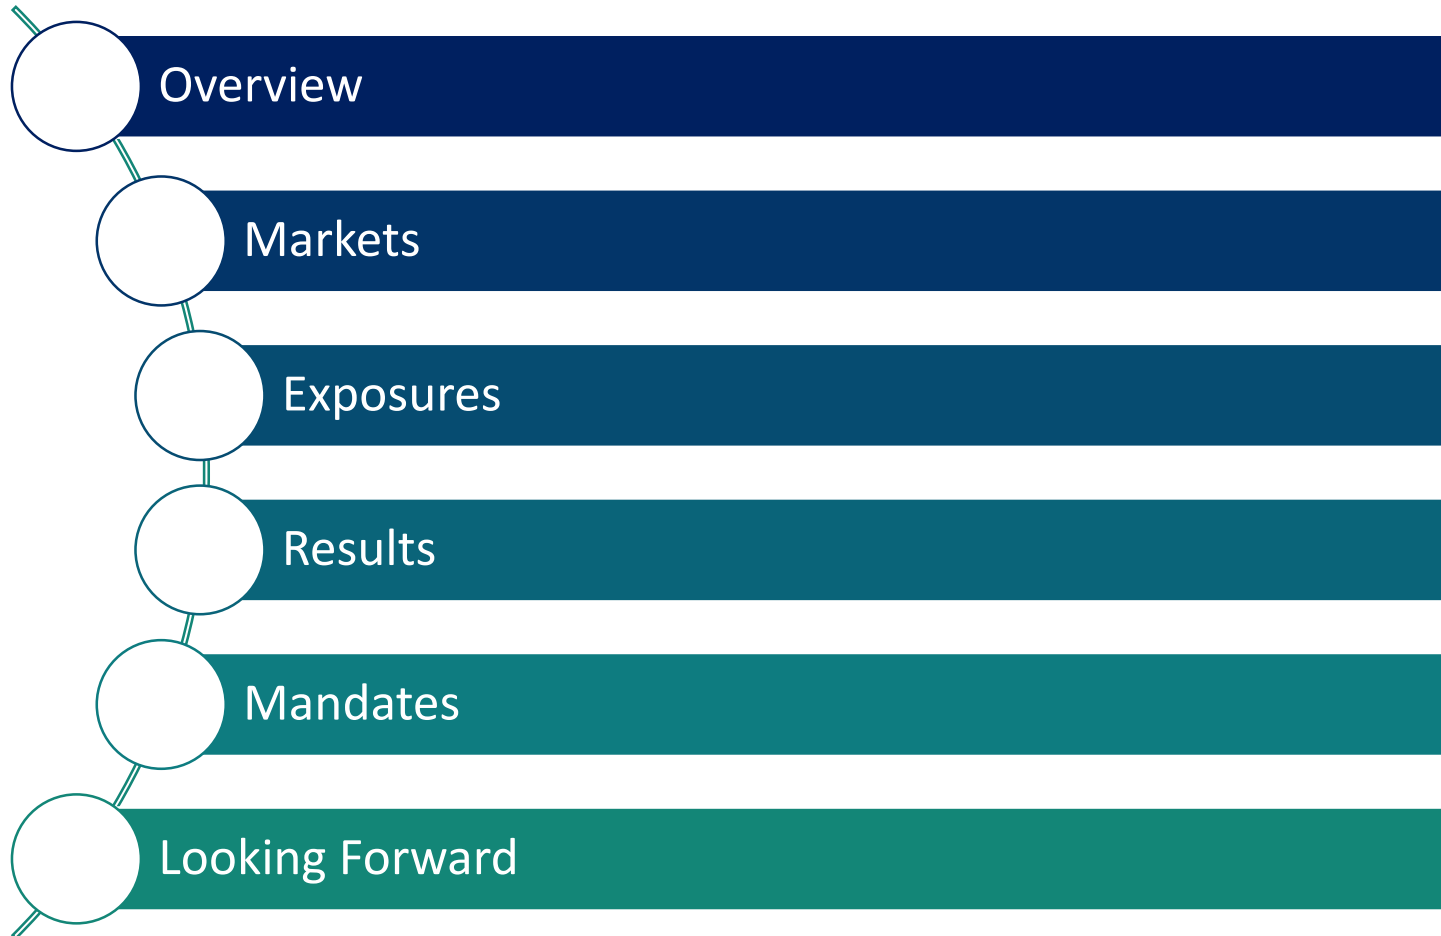 Overview
Markets
Exposures
Results
Mandates
Looking Forward